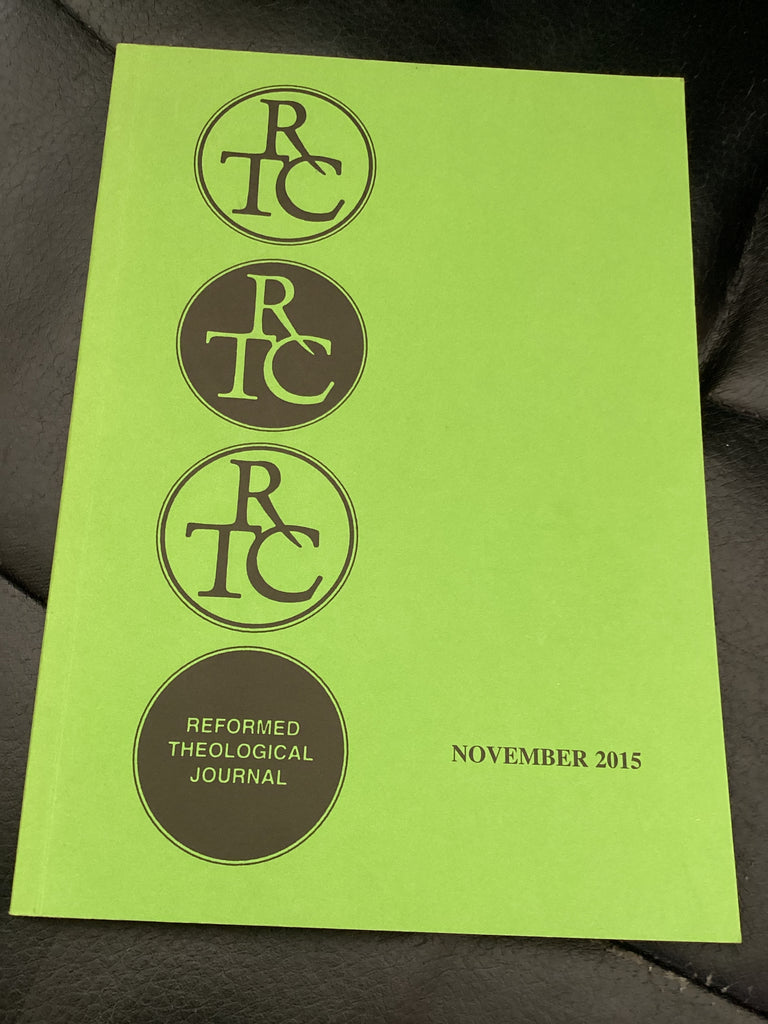 R
TC
R
TC
R
TC
REFORMED
THEOLOGICAL
JOURNAL
NOVEMBER 2015